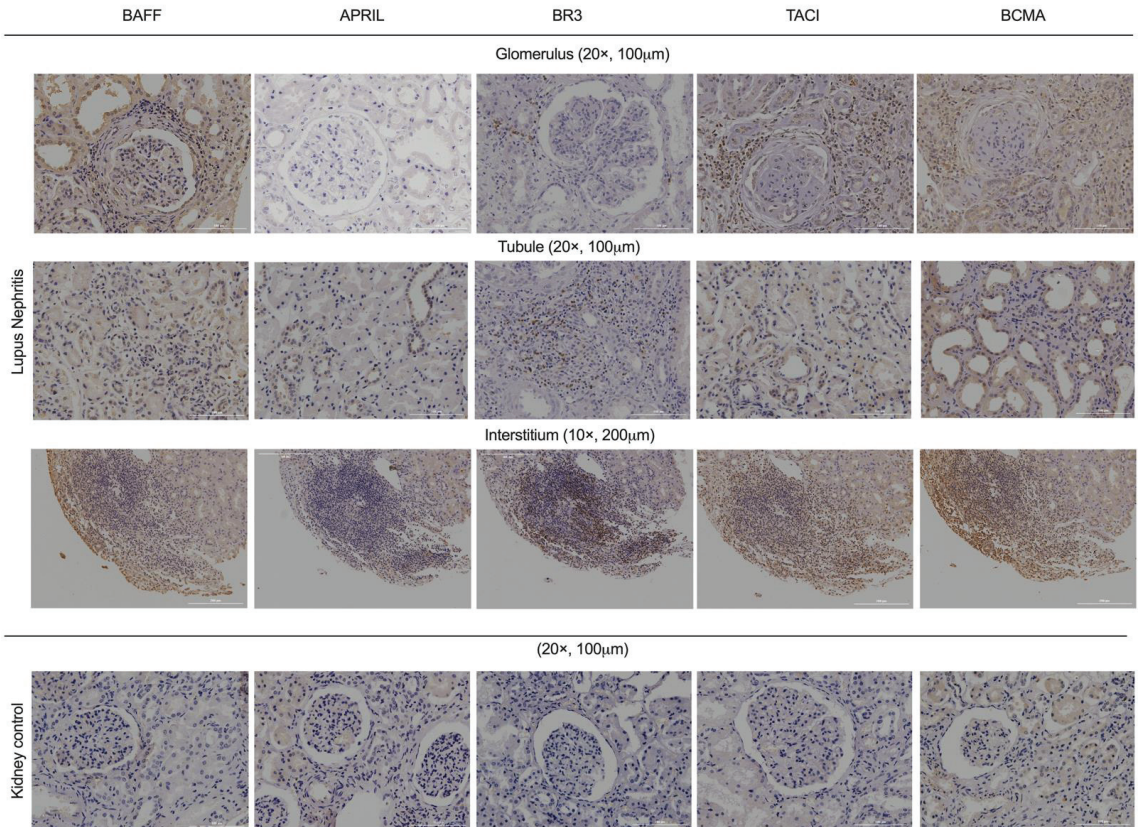 BAFF APRIL BR3 TACI BCMA
Glomerulus (20×, 100μm)
Lupus Nephritis
Tubule (20×, 100μm)
Interstitium (10×, 200μm)
(20×, 100μm)
Kidney control